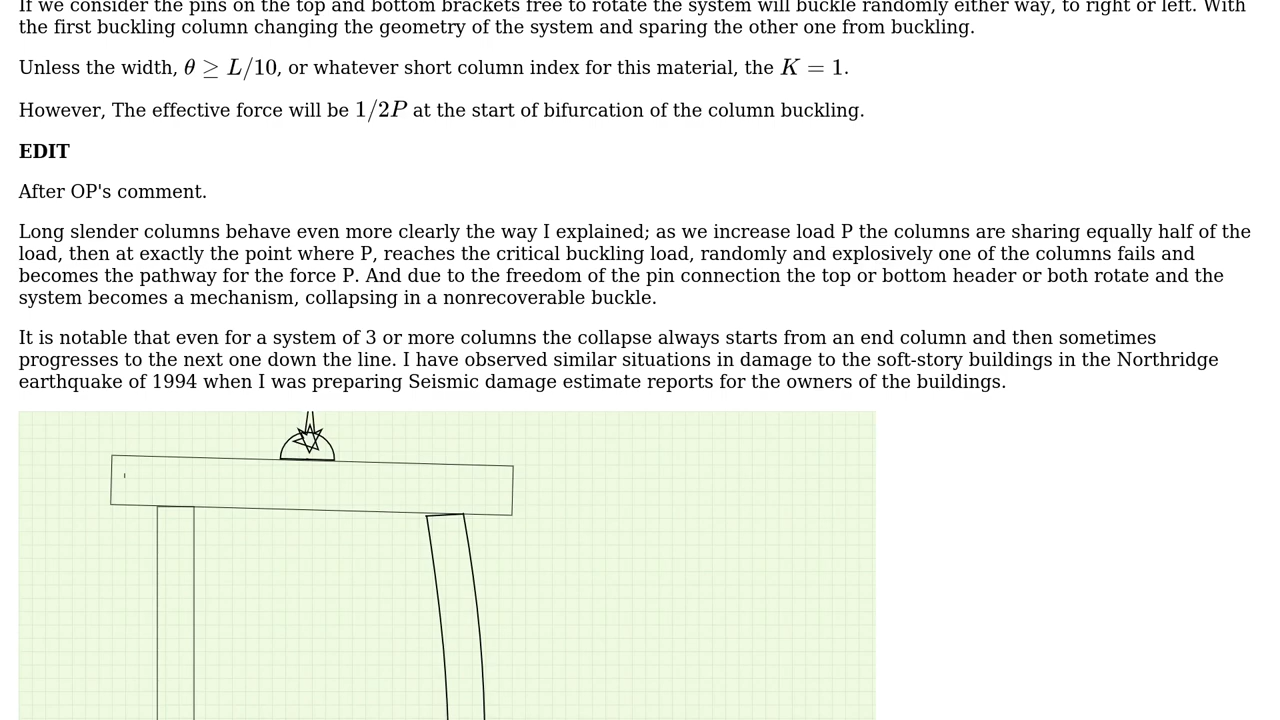 If we consider the pins on the top and bottom brackets free to rotate the system will buckle randomly either way, to right or left. With
the first buckling column changing the geometry of the system and sparing the other one from buckling.
Unless the width, θ ≥ L/10, or whatever short column index for this material, the K = 1.
However, The effective force will be 1/2P at the start of bifurcation of the column buckling.
EDIT
After OP's comment.
Long slender columns behave even more clearly the way I explained; as we increase load P the columns are sharing equally half of the
load, then at exactly the point where P, reaches the critical buckling load, randomly and explosively one of the columns fails and
becomes the pathway for the force P. And due to the freedom of the pin connection the top or bottom header or both rotate and the
system becomes a mechanism, collapsing in a nonrecoverable buckle.
It is notable that even for a system of 3 or more columns the collapse always starts from an end column and then sometimes
progresses to the next one down the line. I have observed similar situations in damage to the soft-story buildings in the Northridge
earthquake of 1994 when I was preparing Seismic damage estimate reports for the owners of the buildings.